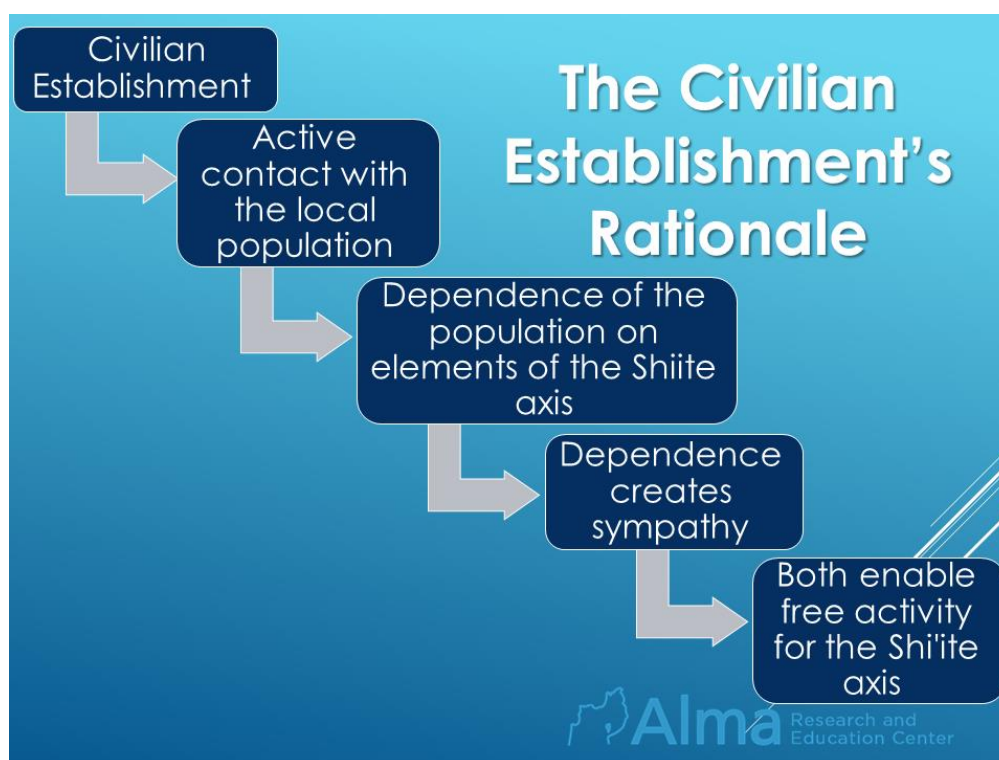 Civilian
Establishment
The Civilian
Establishment's
Rationale
Active
contact with
the local
population
Dependence of the
population on
elements of the Shiite
axis
Dependence
creates
sympathy
Both enable
free activity
for the Shi'ite
axis
Alma
Research and
Education Center